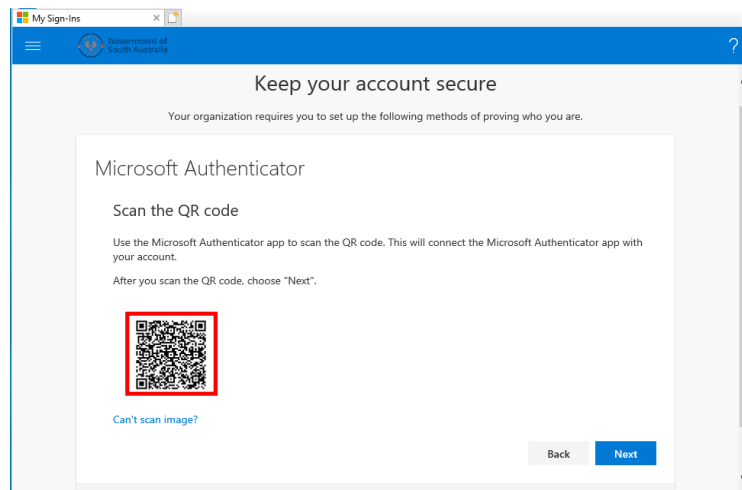 My Sign-Ins
Government of
South Australia
?
Keep your account secure
Your organization requires you to set up the following methods of proving who you are.
Microsoft Authenticator
Scan the QR code
Use the Microsoft Authenticator app to scan the QR code. This will connect the Microsoft Authenticator app with
your account.
After you scan the QR code, choose "Next".
Can't scan image?
Back
Next